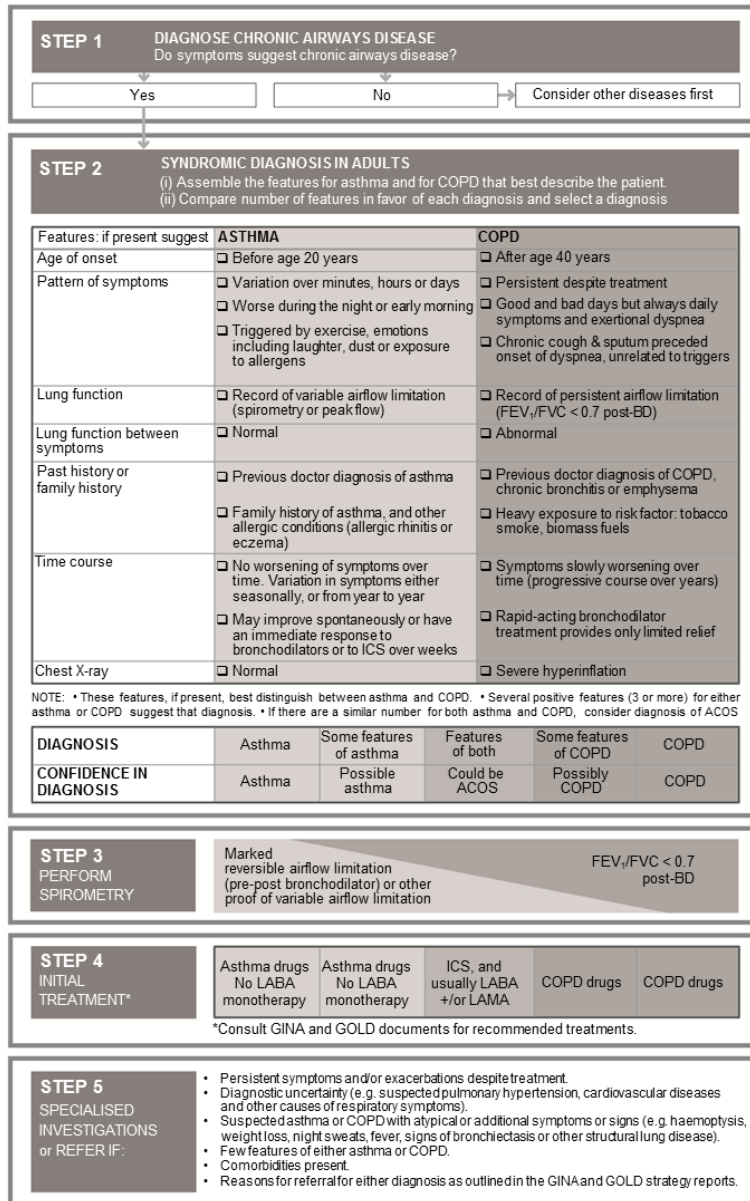 STEP 1
DIAGNOSE CHRONIC AIRWAYS DISEASE
Do symptoms suggest chronic airways disease?
Yes
No
Consider other diseases first
STEP 2
SYNDROMIC DIAGNOSIS IN ADULTS
(i) Assemble the features for asthma and for COPD that best describe the patient.
(ii) Compare number of features in favor of each diagnosis and select a diagnosis
Features: if present suggest
ASTHMA
COPD
Age of onset
❑ Before age 20 years
❑ After age 40 years
Pattern of symptoms
❑ Variation over minutes, hours or days
❑ Worse during the night or early morning
❑ Triggered by exercise, emotions
including laughter, dust or exposure
to allergens
❑ Persistent despite treatment
❑ Good and bad days but always daily
symptoms and exertional dyspnea
❑ Chronic cough & sputum preceded
onset of dyspnea, unrelated to triggers
Lung function
❑ Record of variable airflow limitation
(spirometry or peak flow)
❑ Record of persistent airflow limitation
(FEV₁/FVC < 0.7 post-BD)
Lung function between
symptoms
❑ Normal
❑ Abnormal
Past history or
family history
❑ Previous doctor diagnosis of asthma
❑ Family history of asthma, and other
allergic conditions (allergic rhinitis or
eczema)
❑ Previous doctor diagnosis of COPD,
chronic bronchitis or emphysema
❑ Heavy exposure to risk factor: tobacco
smoke, biomass fuels
Time course
❑ No worsening of symptoms over
time. Variation in symptoms either
seasonally, or from year to year
❑ May improve spontaneously or have
an immediate response to
bronchodilators or to ICS over weeks
❑ Symptoms slowly worsening over
time (progressive course over years)
❑ Rapid-acting bronchodilator
treatment provides only limited relief
Chest X-ray
❑ Normal
❑ Severe hyperinflation
NOTE: • These features, if present, best distinguish between asthma and COPD. • Several positive features (3 or more) for either
asthma or COPD suggest that diagnosis. • If there are a similar number for both asthma and COPD, consider diagnosis of ACOS
DIAGNOSIS
Asthma
Some features
of asthma
Features
of both
Some features
of COPD
COPD
CONFIDENCE IN
DIAGNOSIS
Asthma
Possible
asthma
Could be
ACOS
Possibly
COPD
COPD
STEP 3
PERFORM
SPIROMETRY
Marked
reversible airflow limitation
(pre-post bronchodilator) or other
proof of variable airflow limitation
FEV₁/FVC < 0.7
post-BD
STEP 4
INITIAL
TREATMENT*
Asthma drugs
No LABA
monotherapy
Asthma drugs
No LABA
monotherapy
ICS, and
usually LABA
+/or LAMA
COPD drugs
COPD drugs
*Consult GINA and GOLD documents for recommended treatments.
STEP 5
SPECIALISED
INVESTIGATIONS
or REFER IF:
• Persistent symptoms and/or exacerbations despite treatment.
• Diagnostic uncertainty (e.g. suspected pulmonary hypertension, cardiovascular diseases
and other causes of respiratory symptoms).
• Suspected asthma or COPD with atypical or additional symptoms or signs (e.g. haemoptysis,
weight loss, night sweats, fever, signs of bronchiectasis or other structural lung disease).
• Few features of either asthma or COPD.
• Comorbidities present.
• Reasons for referral for either diagnosis as outlined in the GINA and GOLD strategy reports.